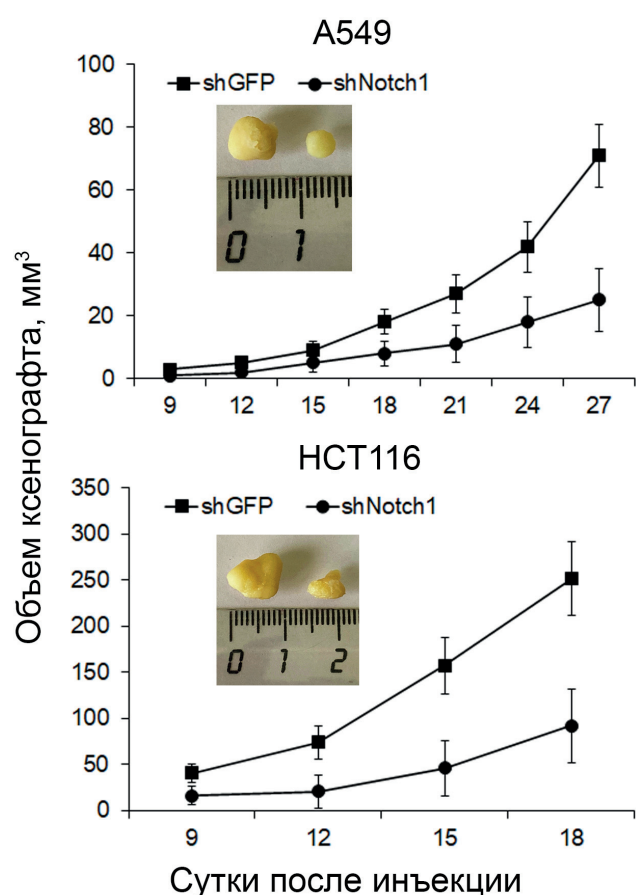 A549
100
80
60
40
20
0
shGFP shNotch1
0 1
9 12 15 18 21 24 27
Объем ксенографта, мм³
HCT116
350
300
250
200
150
100
50
0
shGFP shNotch1
0 1 2
9 12 15 18
Сутки после инъекции